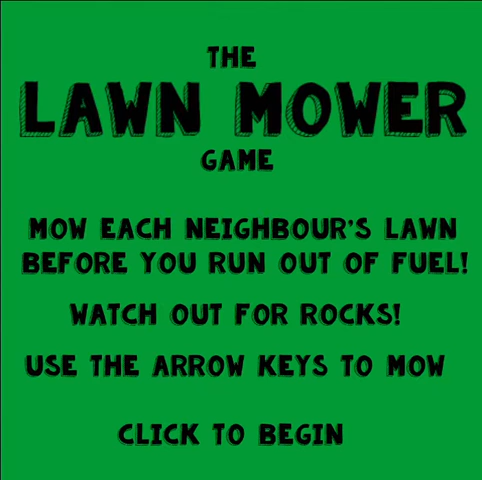 THE
LAWN MOWER
GAME
MOW EACH NEIGHBOUR'S LAWN
BEFORE YOU RUN OUT OF FUEL!
WATCH OUT FOR ROCKS!
USE THE ARROW KEYS TO MOW
CLICK TO BEGIN